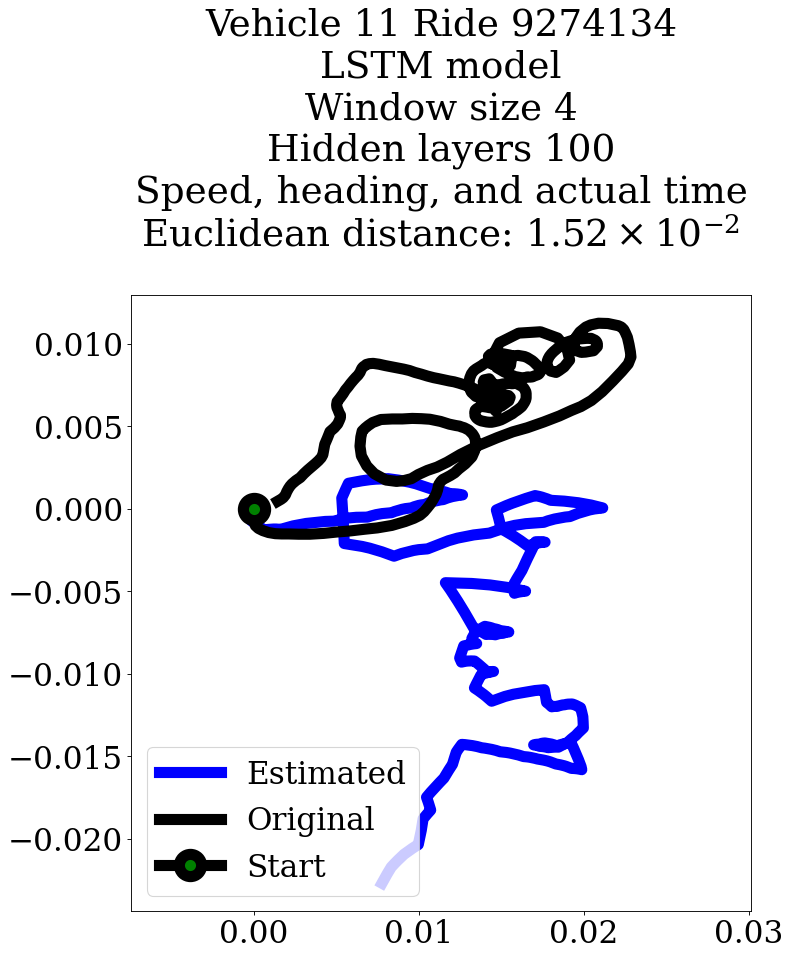 Vehicle 11 Ride 9274134
LSTM model
Window size 4
Hidden layers 100
Speed, heading, and actual time
Euclidean distance: 1.52 × 10⁻²
0.010
0.005
0.000
−0.005
−0.010
−0.015
−0.020
Estimated
Original
Start
0.00 0.01 0.02 0.03